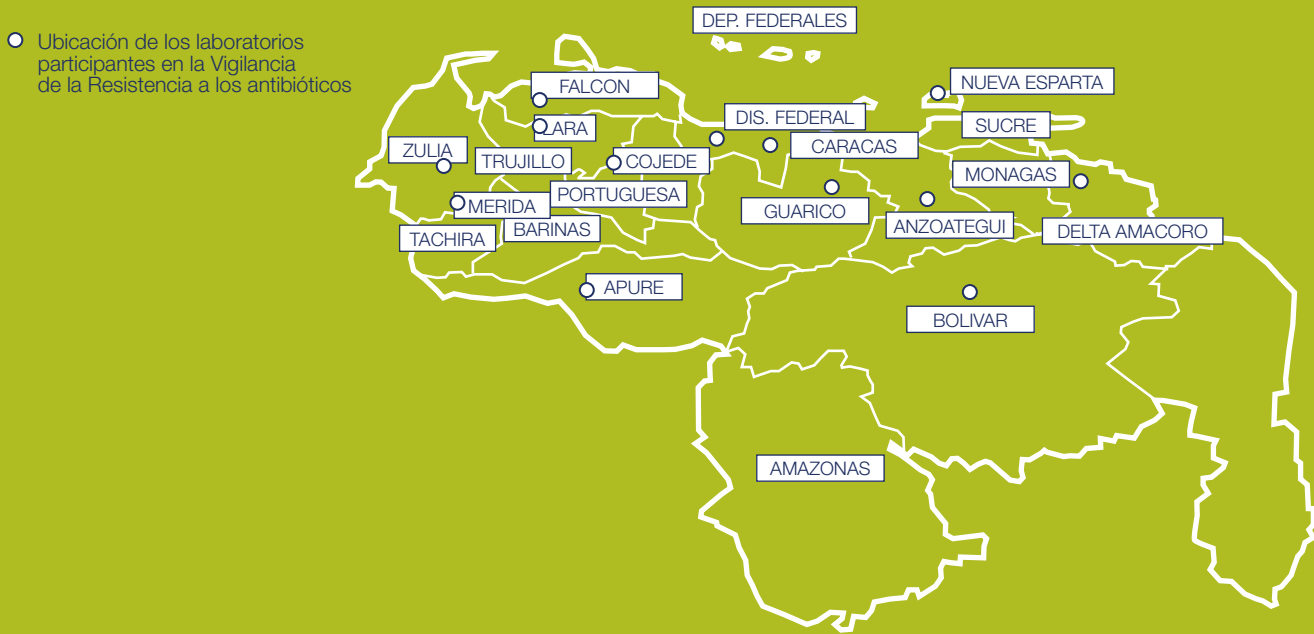 DEP. FEDERALES
Ubicación de los laboratorios
participantes en la Vigilancia
de la Resistencia a los antibióticos
FALCON
NUEVA ESPARTA
DIS. FEDERAL
LARA
SUCRE
ZULIA
TRUJILLO
COJEDE
CARACAS
MONAGAS
PORTUGUESA
MERIDA
GUARICO
ANZOATEGUI
BARINAS
TACHIRA
DELTA AMACORO
APURE
BOLIVAR
AMAZONAS